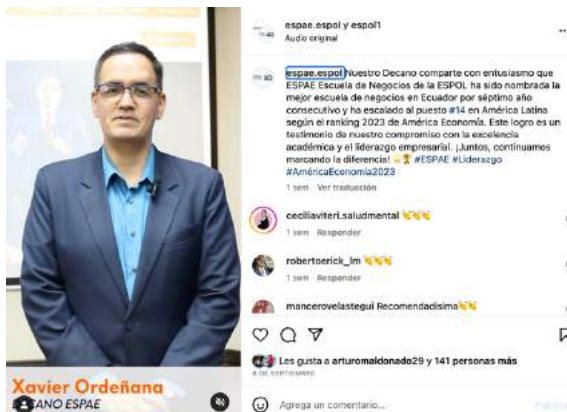 Xavier Ordeñana
DECANO ESPAE
espae.espol y espol1
Audio original
espae.espol Nuestro Decano comparte con entusiasmo que
ESPAE Escuela de Negocios de la ESPOL ha sido nombrada la
mejor escuela de negocios en Ecuador por séptimo año
consecutivo y ha escalado al puesto #14 en América Latina
según el ranking 2023 de América Economía. Este logro es un
testimonio de nuestro compromiso con la excelencia
académica y el liderazgo empresarial. ¡Juntos, continuamos
marcando la diferencia! #ESPAE #Liderazgo
#AméricaEconomía2023
1 sem Ver traducción
ceciliaviteri.saludmental
1 sem Responder
robertoerick_lm
1 sem Responder
mancerovelastegui Recomendadisima
Les gusta a arturomaldonado29 y 141 personas más
8 DE SEPTIEMBRE
Agrega un comentario...